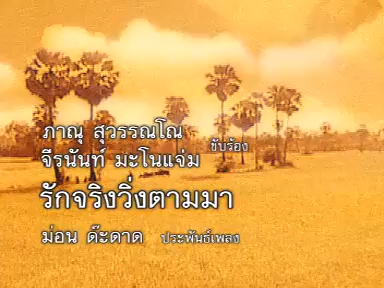 ภาณุ สุวรรณโณ
จีรนันท์ มะโนแจ่ม ขับร้อง
รักจริงวิ่งตามมา
ม่อน ด๊ะดาด ประพันธ์เพลง